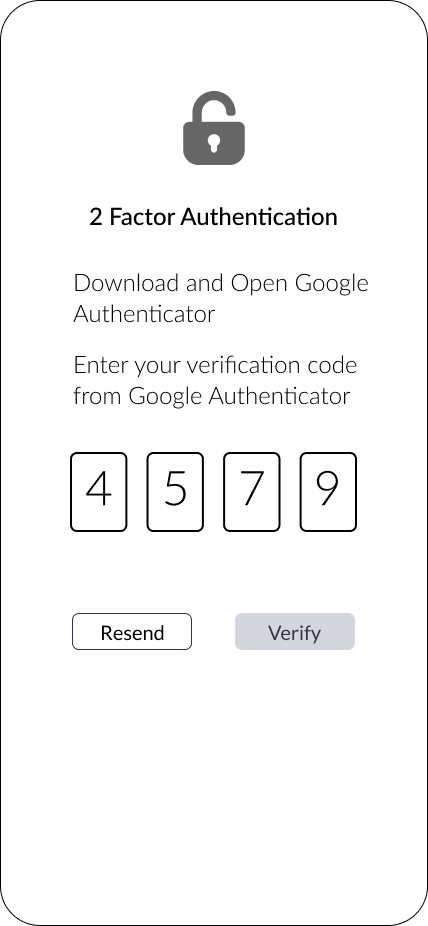 2 Factor Authentication
Download and Open Google
Authenticator
Enter your verification code
from Google Authenticator
4 5 7 9
Resend Verify